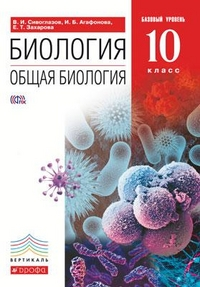 В. И. Сивоглазов, И. Б. Агафонова,
Е. Т. Захарова
БАЗОВЫЙ УРОВЕНЬ
БИОЛОГИЯ
ОБЩАЯ БИОЛОГИЯ
10
КЛАСС
ВЕРТИКАЛЬ
дрофа